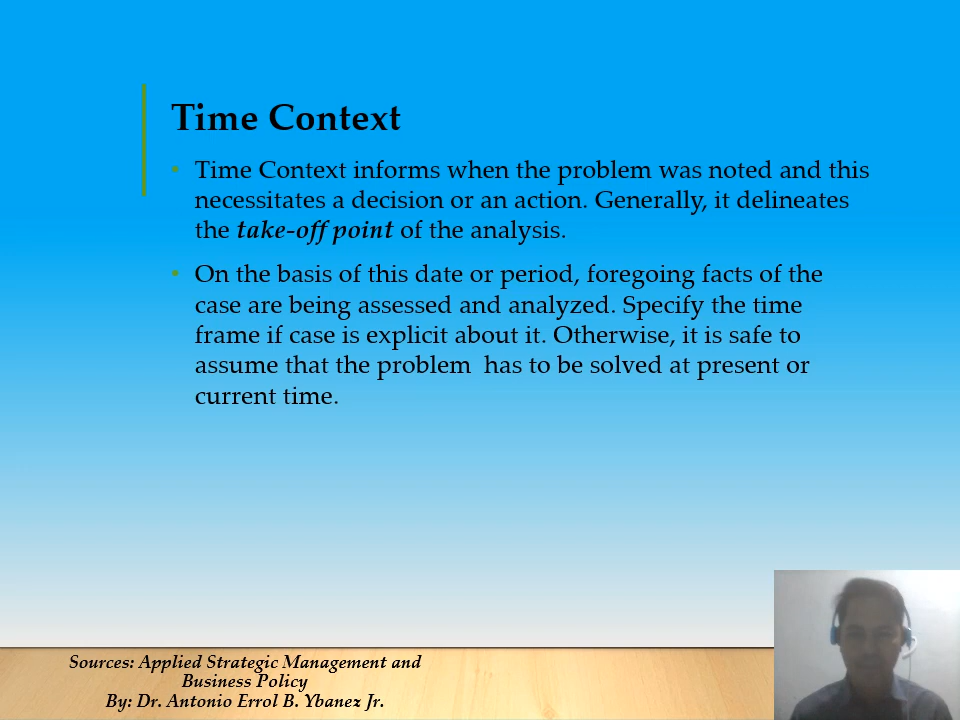 Time Context
Time Context informs when the problem was noted and this
necessitates a decision or an action. Generally, it delineates
the take-off point of the analysis.
On the basis of this date or period, foregoing facts of the
case are being assessed and analyzed. Specify the time
frame if case is explicit about it. Otherwise, it is safe to
assume that the problem  has to be solved at present or
current time.
Sources: Applied Strategic Management and
Business Policy
By: Dr. Antonio Errol B. Ybanez Jr.